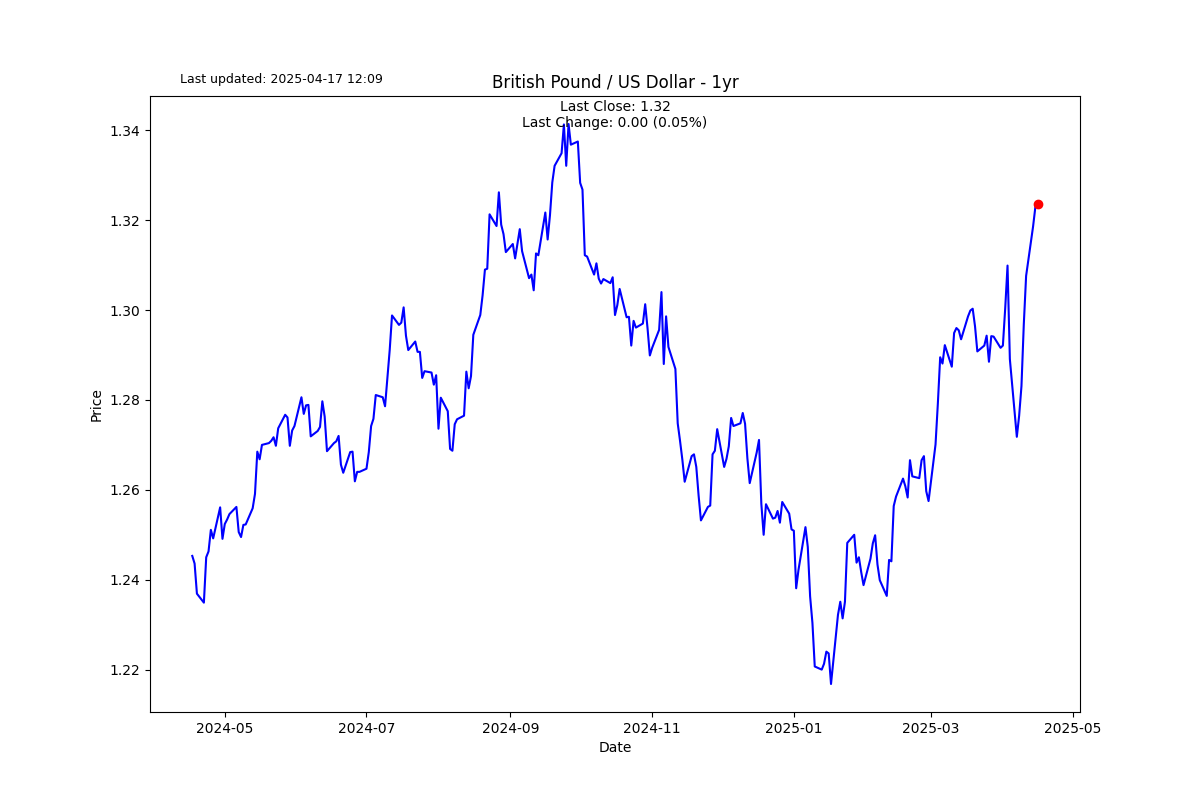 Last updated: 2025-04-17 12:09
British Pound / US Dollar - 1yr
Last Close: 1.32
Last Change: 0.00 (0.05%)
1.34
1.32
1.30
1.28
1.26
1.24
1.22
Price
2024-05 2024-07 2024-09 2024-11 2025-01 2025-03 2025-05
Date